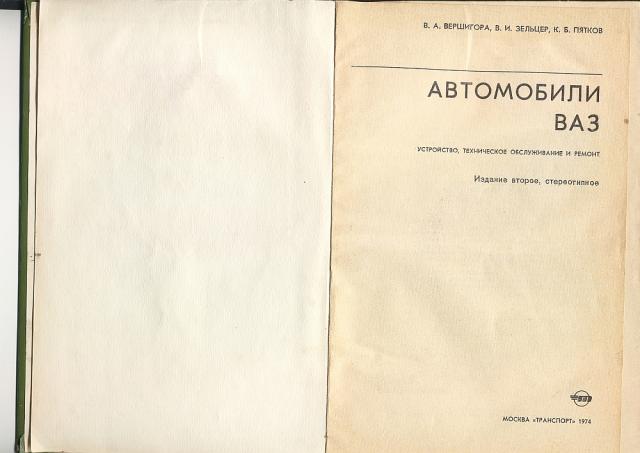 В. А. ВЕРШИГОРА, В. И. ЗЕЛЬЦЕР, К. Б. ПЯТКОВ
АВТОМОБИЛИ
ВАЗ
УСТРОЙСТВО, ТЕХНИЧЕСКОЕ ОБСЛУЖИВАНИЕ И РЕМОНТ
Издание второе, стереотипное
МОСКВА «ТРАНСПОРТ» 1974